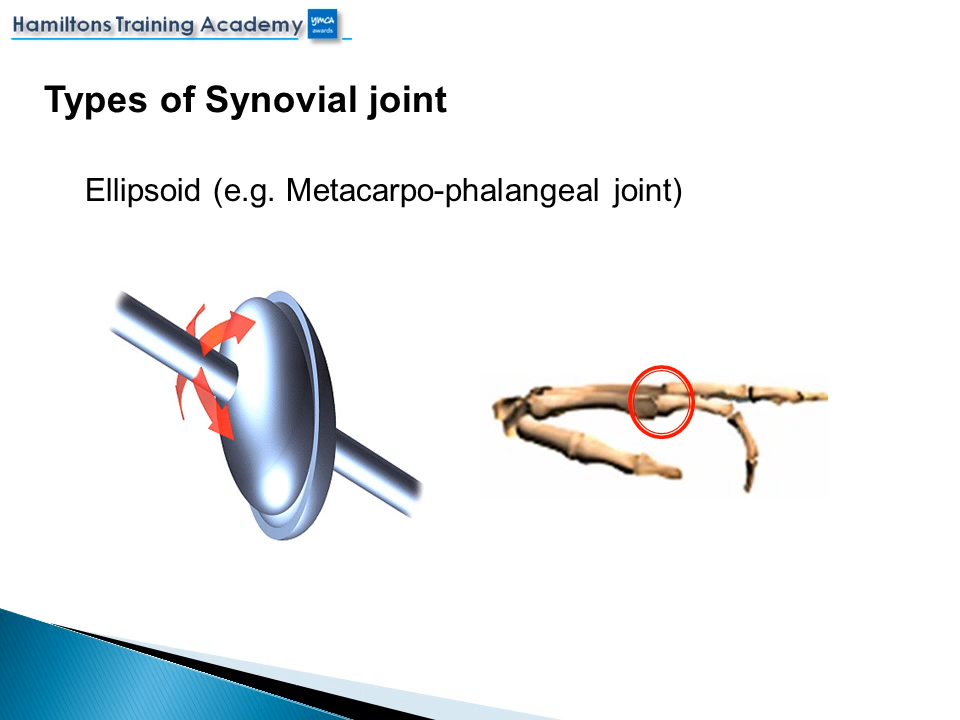 Hamiltons Training Academy
YMCA
awards
Types of Synovial joint
Ellipsoid (e.g. Metacarpo-phalangeal joint)